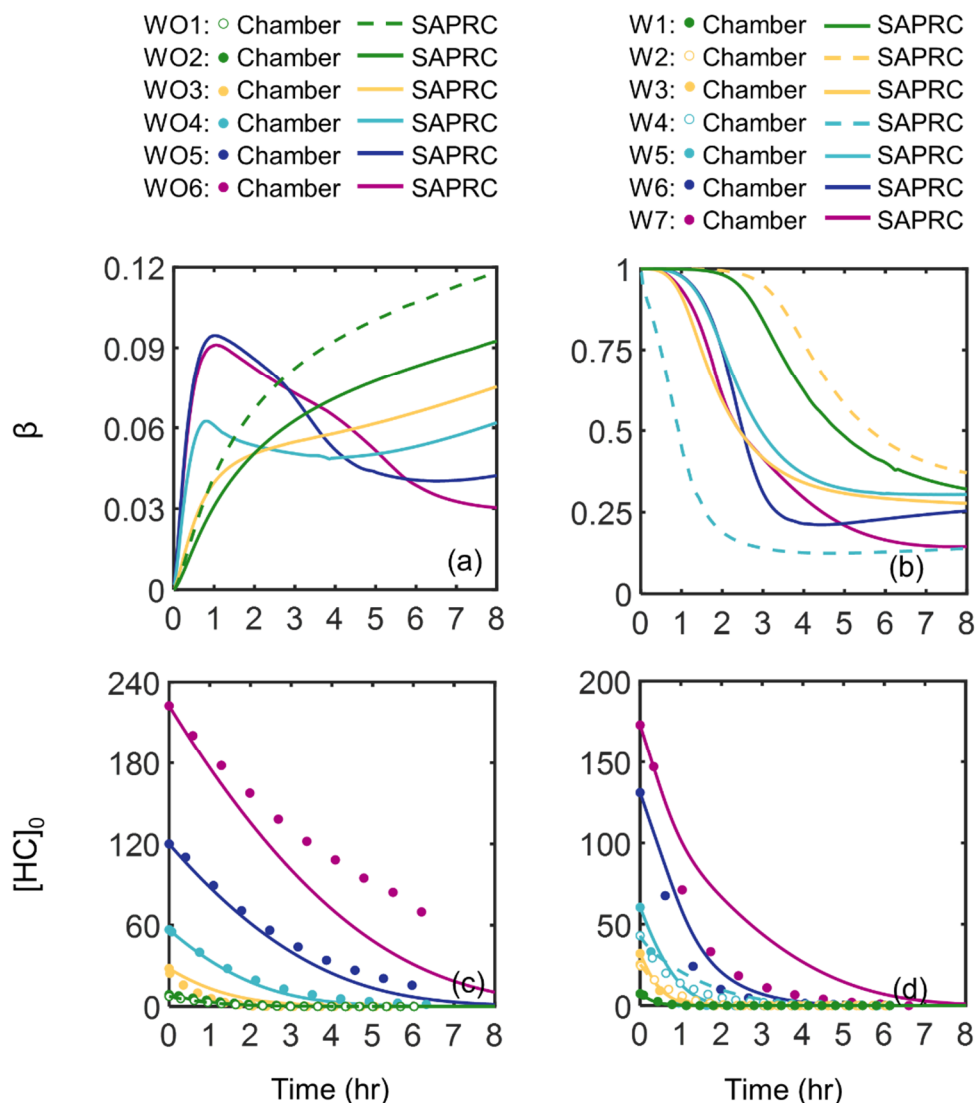 WO1: Chamber SAPRC
WO2: Chamber SAPRC
WO3: Chamber SAPRC
WO4: Chamber SAPRC
WO5: Chamber SAPRC
WO6: Chamber SAPRC
W1: Chamber SAPRC
W2: Chamber SAPRC
W3: Chamber SAPRC
W4: Chamber SAPRC
W5: Chamber SAPRC
W6: Chamber SAPRC
W7: Chamber SAPRC
β
0.12
0.09
0.06
0.03
0
0 1 2 3 4 5 6 7 8
(a)
1
0.75
0.5
0.25
0
0 1 2 3 4 5 6 7 8
(b)
[HC]₀
240
180
120
60
0
0 1 2 3 4 5 6 7 8
(c)
Time (hr)
200
150
100
50
0
0 1 2 3 4 5 6 7 8
(d)
Time (hr)